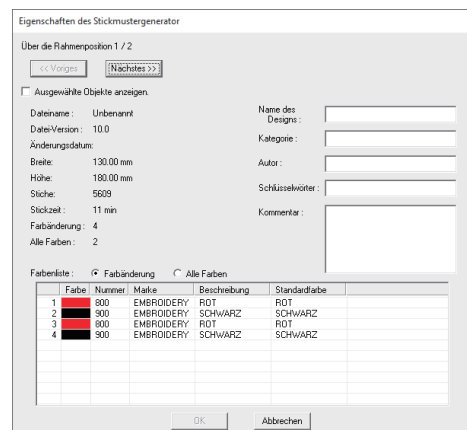 Eigenschaften des Stickmustergenerator
Über die Rahmenposition 1 / 2
<< Voriges Nächstes >>
Ausgewählte Objekte anzeigen.
Dateiname : Unbenannt
Datei-Version : 10.0
Änderungsdatum:
Breite: 130.00 mm
Höhe: 180.00 mm
Stiche: 5609
Stickzeit : 11 min
Farbänderung : 4
Alle Farben : 2
Name des
Designs :
Kategorie :
Autor :
Schlüsselwörter :
Kommentar :
Farbenliste : Farbänderung Alle Farben
Farbe Nummer Marke Beschreibung Standardfarbe
1 800 EMBROIDERY ROT ROT
2 900 EMBROIDERY SCHWARZ SCHWARZ
3 800 EMBROIDERY ROT ROT
4 900 EMBROIDERY SCHWARZ SCHWARZ
OK Abbrechen